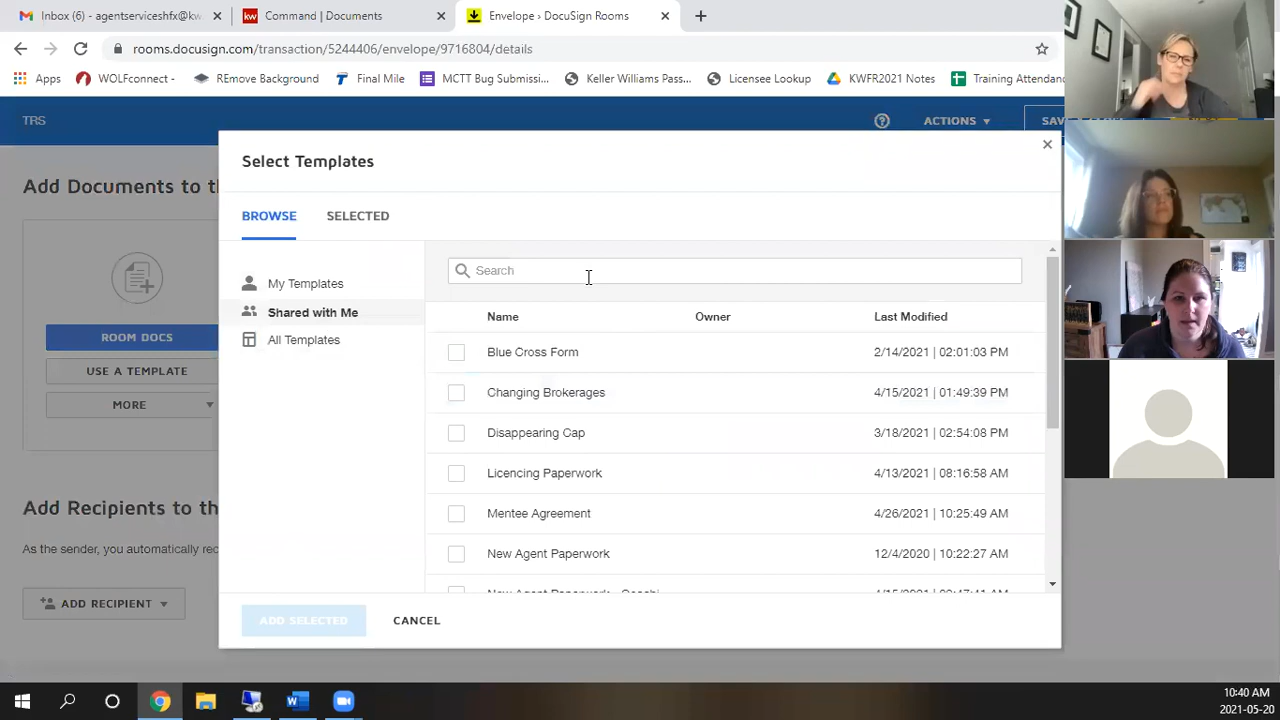 Inbox (6) - agentserviceshfx@kw
Command | Documents
Envelope › DocuSign Rooms
rooms.docusign.com/transaction/5244406/envelope/9716804/details
Apps
WOLFconnect -
REmove Background
Final Mile
MCTT Bug Submissi...
Keller Williams Pass...
Licensee Lookup
KWFR2021 Notes
Training Attendanc
TRS
ACTIONS
SAV
Add Documents to th
ROOM DOCS
USE A TEMPLATE
MORE
Add Recipients to th
As the sender, you automatically rec
ADD RECIPIENT
Select Templates
BROWSE
SELECTED
My Templates
Shared with Me
All Templates
Search
Name Owner Last Modified
Blue Cross Form 2/14/2021 | 02:01:03 PM
Changing Brokerages 4/15/2021 | 01:49:39 PM
Disappearing Cap 3/18/2021 | 02:54:08 PM
Licencing Paperwork 4/13/2021 | 08:16:58 AM
Mentee Agreement 4/26/2021 | 10:25:49 AM
New Agent Paperwork 12/4/2020 | 10:22:27 AM
New Agent Paperwork
ADD SELECTED
CANCEL
10:40 AM
2021-05-20